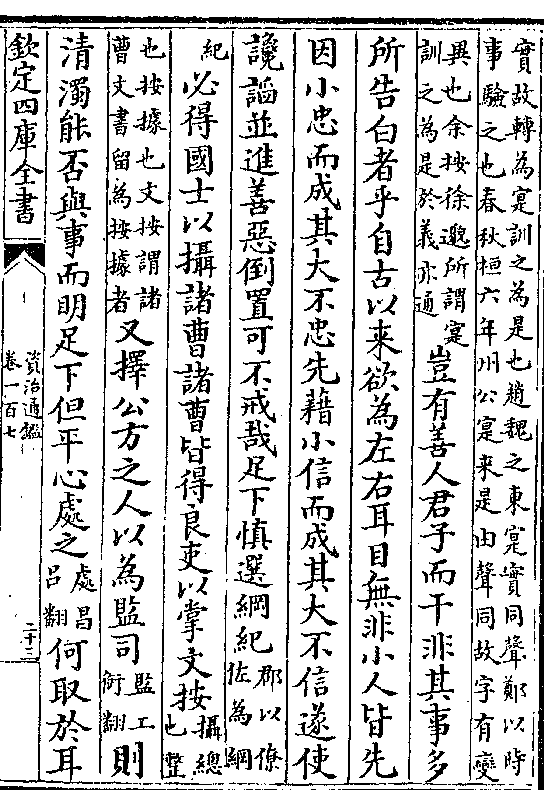 實故轉為寔訓之為是也趙魏之東寔實同聲鄭以時
事驗之也春秋桓六年州公寔来是由聲同故字有變
異也余按徐邈所謂寔
訓之為是於義亦通
豈有善人君子而干非其事多
所告白者乎自古以来欲為左右耳目無非小人皆先
因小忠而成其大不忠先藉小信而成其大不信遂使
讒謟並進善惡倒置可不戒哉足下慎選綱紀
郡以僚
佐為綱
紀
必得國士以攝諸曹諸曹皆得良吏以掌文按
攝總
也整
也按據也文按謂諸
曹文書留為按據者
又擇公方之人以為監司
監工
銜翻
則
清濁能否與事而明足下但平心處之
處昌
呂翻
何取於耳
欽定四庫全書
資治通鑑
卷一百七
二十三